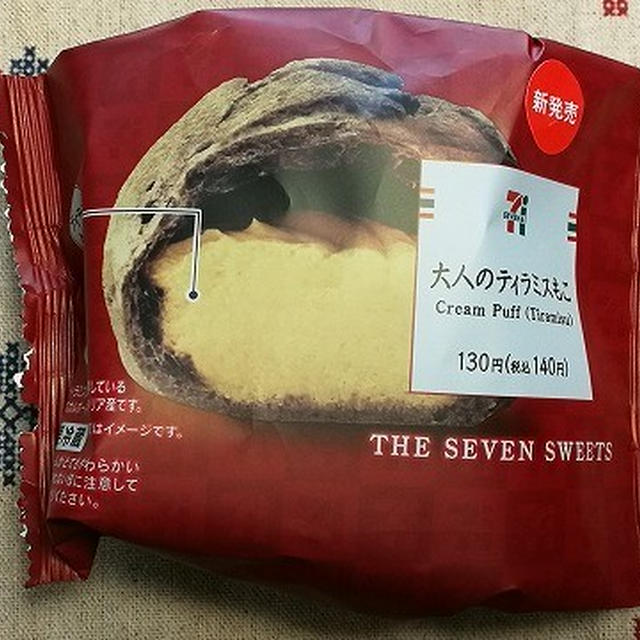 新発売
7
ELEVEN
大人のティラミスもこ
Cream Puff (Tiramisu)
130円(税込140円)
THE SEVEN SWEETS
している
リア産です。
冷蔵
はイメージです。
わらかい
に注意して
ください。